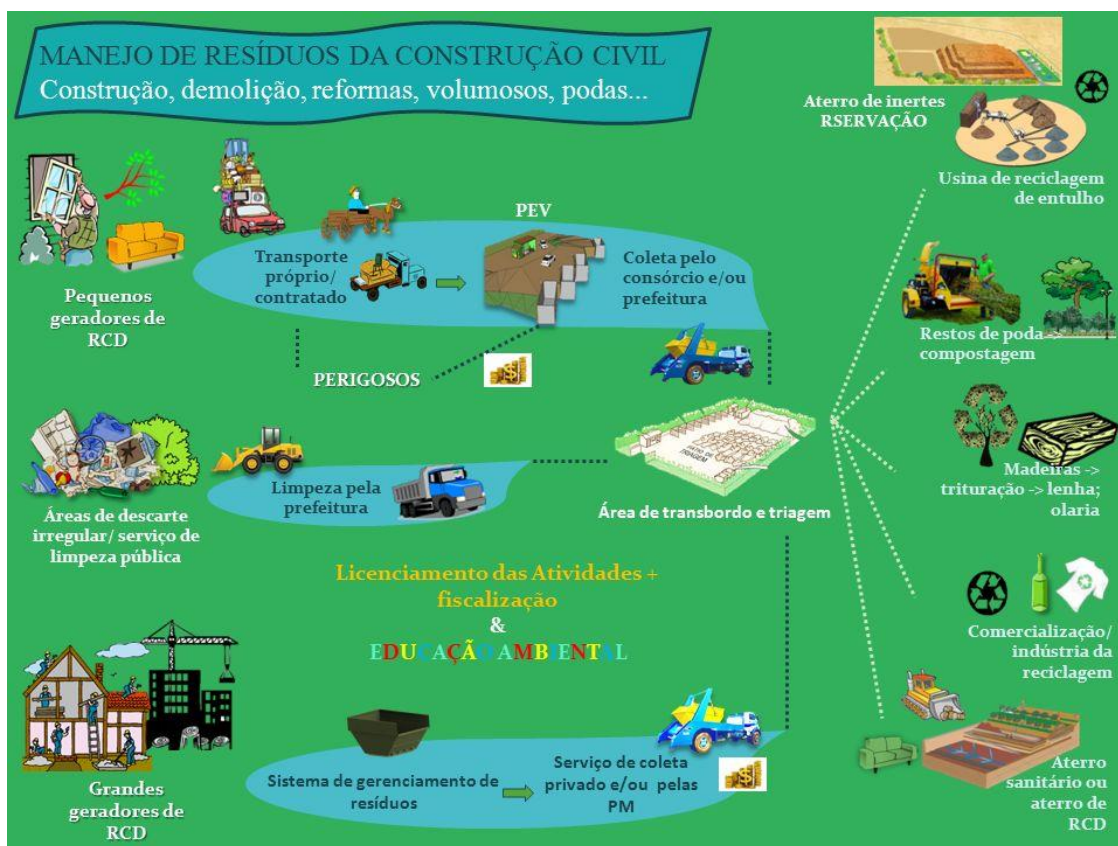 MANEJO DE RESÍDUOS DA CONSTRUÇÃO CIVIL
Construção, demolição, reformas, volumosos, podas...
Aterro de inertes
RSERVAÇÃO
Usina de reciclagem
de entulho
PEV
Transporte
próprio/
contratado
Coleta pelo
consórcio e/ou
prefeitura
Pequenos
geradores de
RCD
Restos de poda ->
compostagem
PERIGOSOS
PÁTIO DE
TRIAGEM
Madeiras ->
trituração -> lenha;
olaria
Limpeza pela
prefeitura
Área de transbordo e triagem
Áreas de descarte
irregular/ serviço de
limpeza pública
Licenciamento das Atividades +
fiscalização
&
EDUCAÇÃO AMBIENTAL
Comercialização/
indústria da
reciclagem
Sistema de gerenciamento de
resíduos
Serviço de coleta
privado e/ou pelas
PM
Grandes
geradores de
RCD
Aterro
sanitário ou
aterro de
RCD